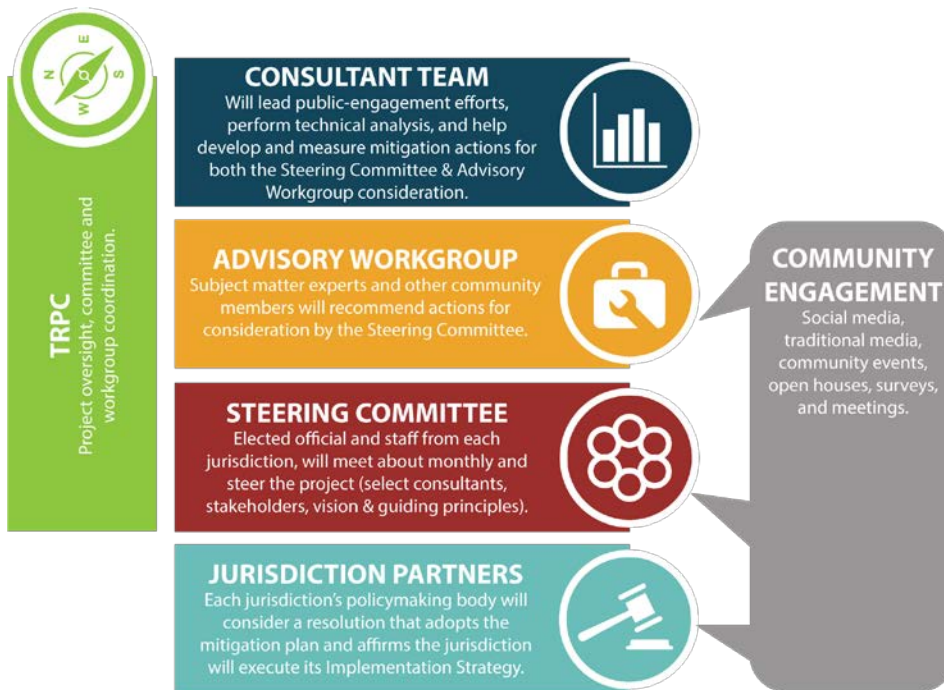 N
E
S
W
TRPC
Project oversight, committee and
workgroup coordination.
CONSULTANT TEAM
Will lead public-engagement efforts,
perform technical analysis, and help
develop and measure mitigation actions for
both the Steering Committee & Advisory
Workgroup consideration.
ADVISORY WORKGROUP
Subject matter experts and other community
members will recommend actions for
consideration by the Steering Committee.
STEERING COMMITTEE
Elected official and staff from each
jurisdiction, will meet about monthly and
steer the project (select consultants,
stakeholders, vision & guiding principles).
JURISDICTION PARTNERS
Each jurisdiction's policymaking body will
consider a resolution that adopts the
mitigation plan and affirms the jurisdiction
will execute its Implementation Strategy.
COMMUNITY
ENGAGEMENT
Social media,
traditional media,
community events,
open houses, surveys,
and meetings.